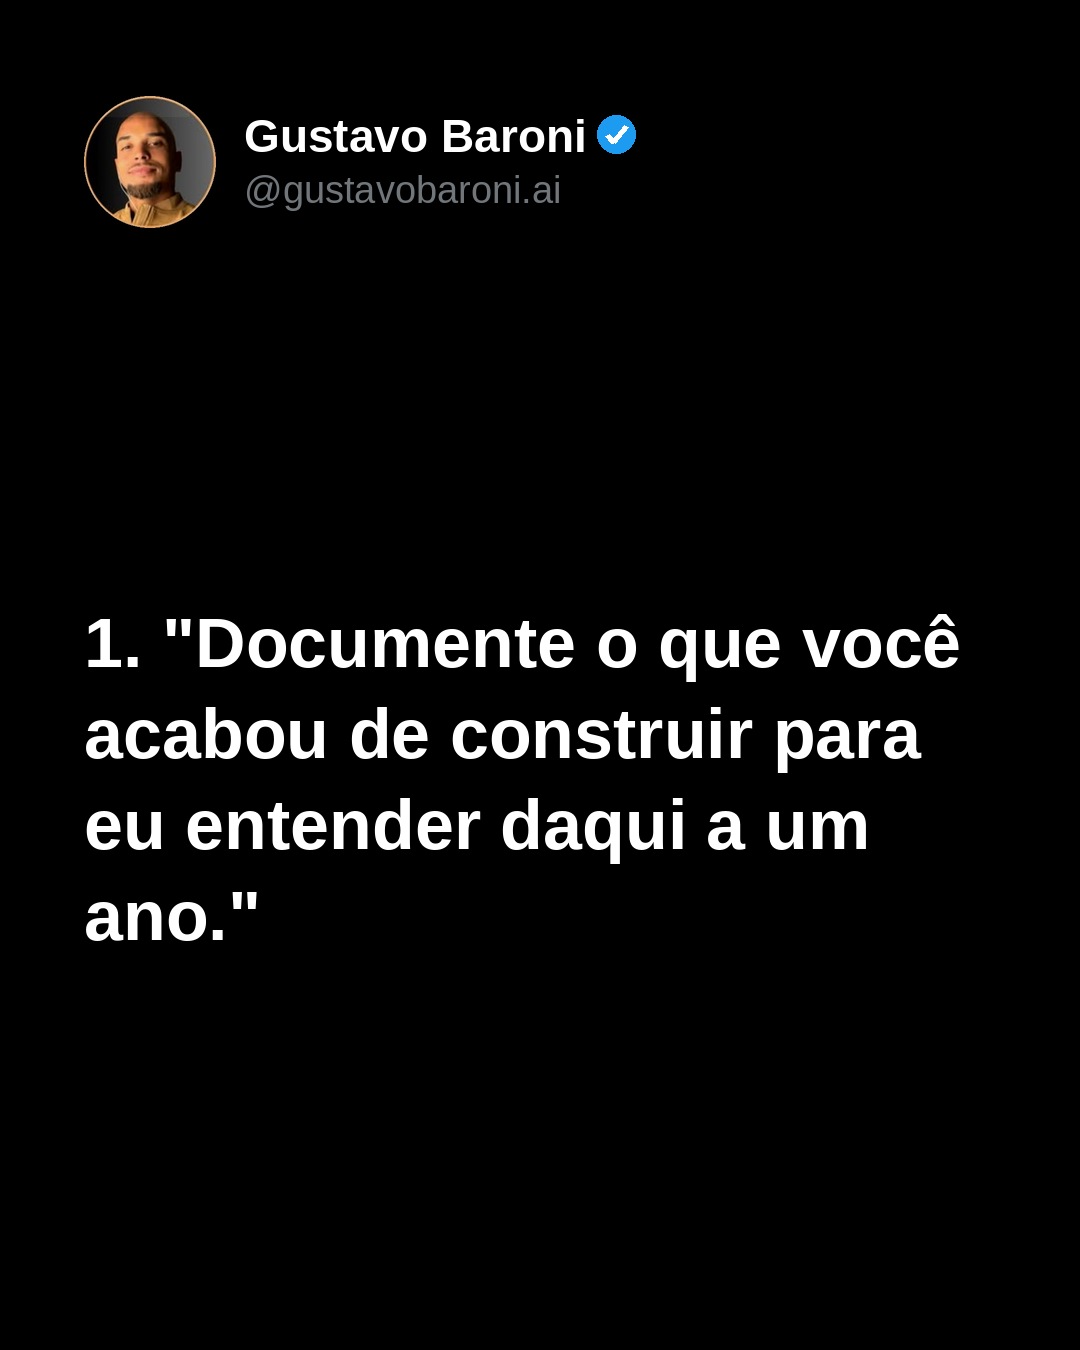 Gustavo Baroni
@gustavobaroni.ai
1. "Documente o que você
acabou de construir para
eu entender daqui a um
ano."